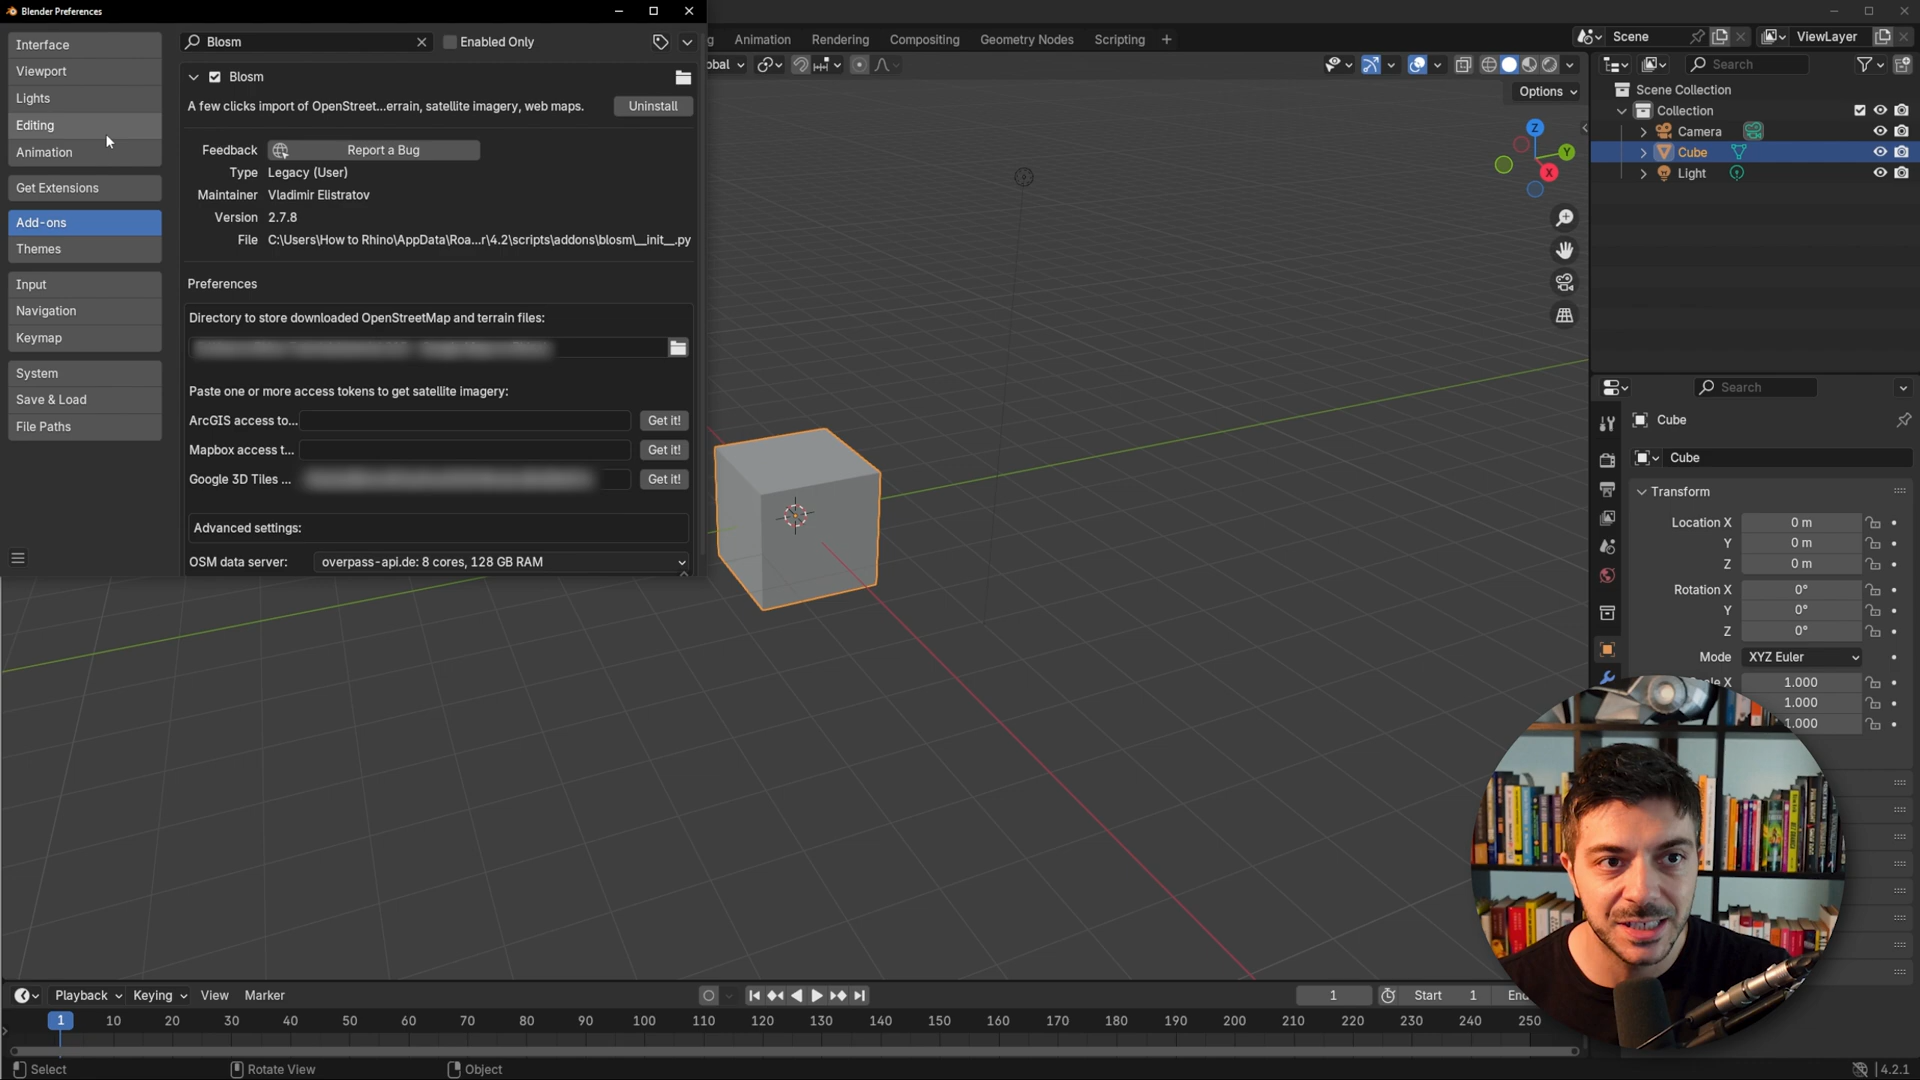 Blender Preferences
Interface
Viewport
Lights
Editing
Animation
Get Extensions
Add-ons
Themes
Input
Navigation
Keymap
System
Save & Load
File Paths
Blosm
Enabled Only
Blosm
A few clicks import of OpenStreet...errain, satellite imagery, web maps.
Uninstall
Feedback
Report a Bug
Type
Legacy (User)
Maintainer
Vladimir Elistratov
Version
2.7.8
File
C:\Users\How to Rhino\AppData\Roa...r\4.2\scripts\addons\blosm\__init__.py
Preferences
Directory to store downloaded OpenStreetMap and terrain files:
Paste one or more access tokens to get satellite imagery:
ArcGIS access to...
Get it!
Mapbox access t...
Get it!
Google 3D Tiles ...
Get it!
Advanced settings:
OSM data server:
overpass-api.de: 8 cores, 128 GB RAM
g
Animation
Rendering
Compositing
Geometry Nodes
Scripting
+
Scene
ViewLayer
obal
Options
Z
Y
X
Search
Scene Collection
Collection
Camera
Cube
Light
Search
Cube
Cube
Transform
Location X
0 m
Y
0 m
Z
0 m
Rotation X
0°
Y
0°
Z
0°
Mode
XYZ Euler
le X
1.000
1.000
1.000
Playback
Keying
View
Marker
1
Start
1
En
1
10
20
30
40
50
60
70
80
90
100
110
120
130
140
150
160
170
180
190
200
210
220
230
240
250
Select
Rotate View
Object
4.2.1